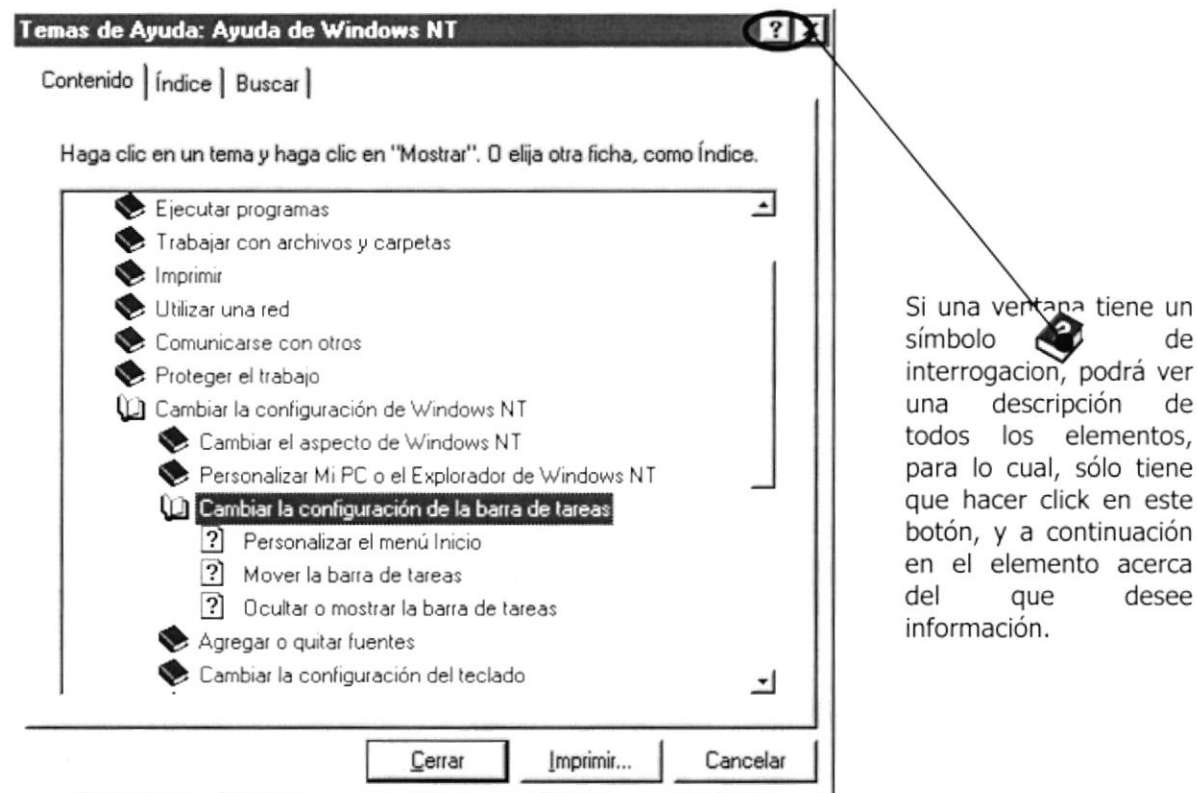 Temas de Ayuda: Ayuda de Windows NT
Contenido Índice Buscar
Haga clic en un tema y haga clic en "Mostrar". O elija otra ficha, como Índice.
Ejecutar programas
Trabajar con archivos y carpetas
Imprimir
Utilizar una red
Comunicarse con otros
Proteger el trabajo
Cambiar la configuración de Windows NT
Cambiar el aspecto de Windows NT
Personalizar Mi PC o el Explorador de Windows NT
Cambiar la configuración de la barra de tareas
? Personalizar el menú Inicio
? Mover la barra de tareas
? Ocultar o mostrar la barra de tareas
Agregar o quitar fuentes
Cambiar la configuración del teclado
Cerrar Imprimir... Cancelar
Si una ventana tiene un
símbolo ? de
interrogacion, podrá ver
una descripción de
todos los elementos,
para lo cual, sólo tiene
que hacer click en este
botón, y a continuación
en el elemento acerca
del que desee
información.